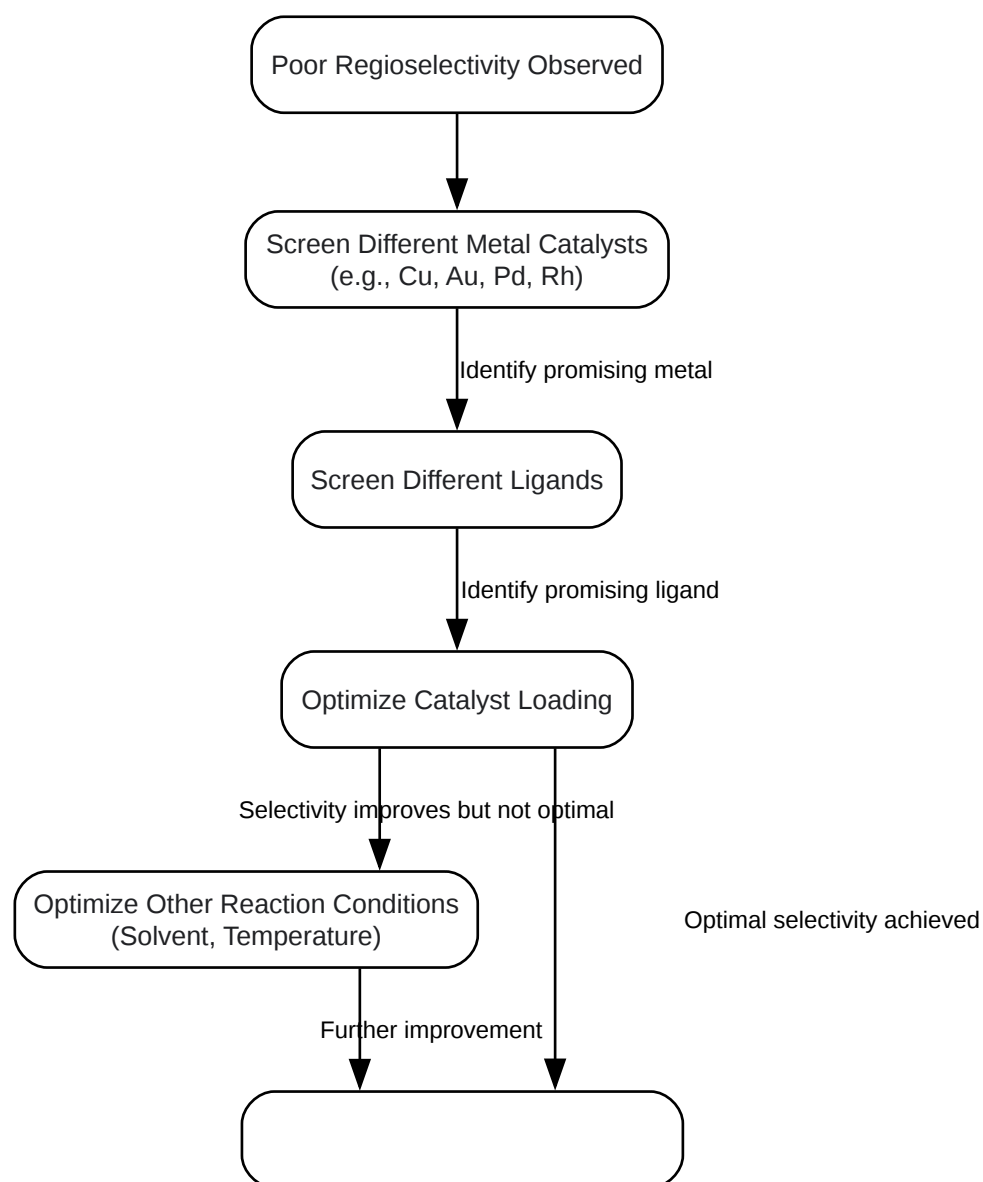 Poor Regioselectivity Observed
Screen Different Metal Catalysts
(e.g., Cu, Au, Pd, Rh)
Identify promising metal
Screen Different Ligands
Identify promising ligand
Optimize Catalyst Loading
Selectivity improves but not optimal
Optimize Other Reaction Conditions
(Solvent, Temperature)
Optimal selectivity achieved
Further improvement